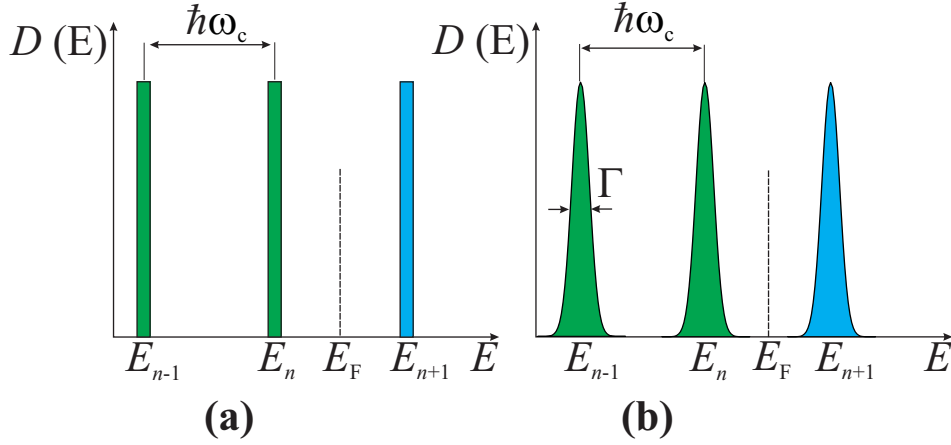 D (E) ħω_c D (E) ħω_c
Γ
E_{n-1} E_n E_F E_{n+1} E E_{n-1} E_n E_F E_{n+1} E
(a) (b)